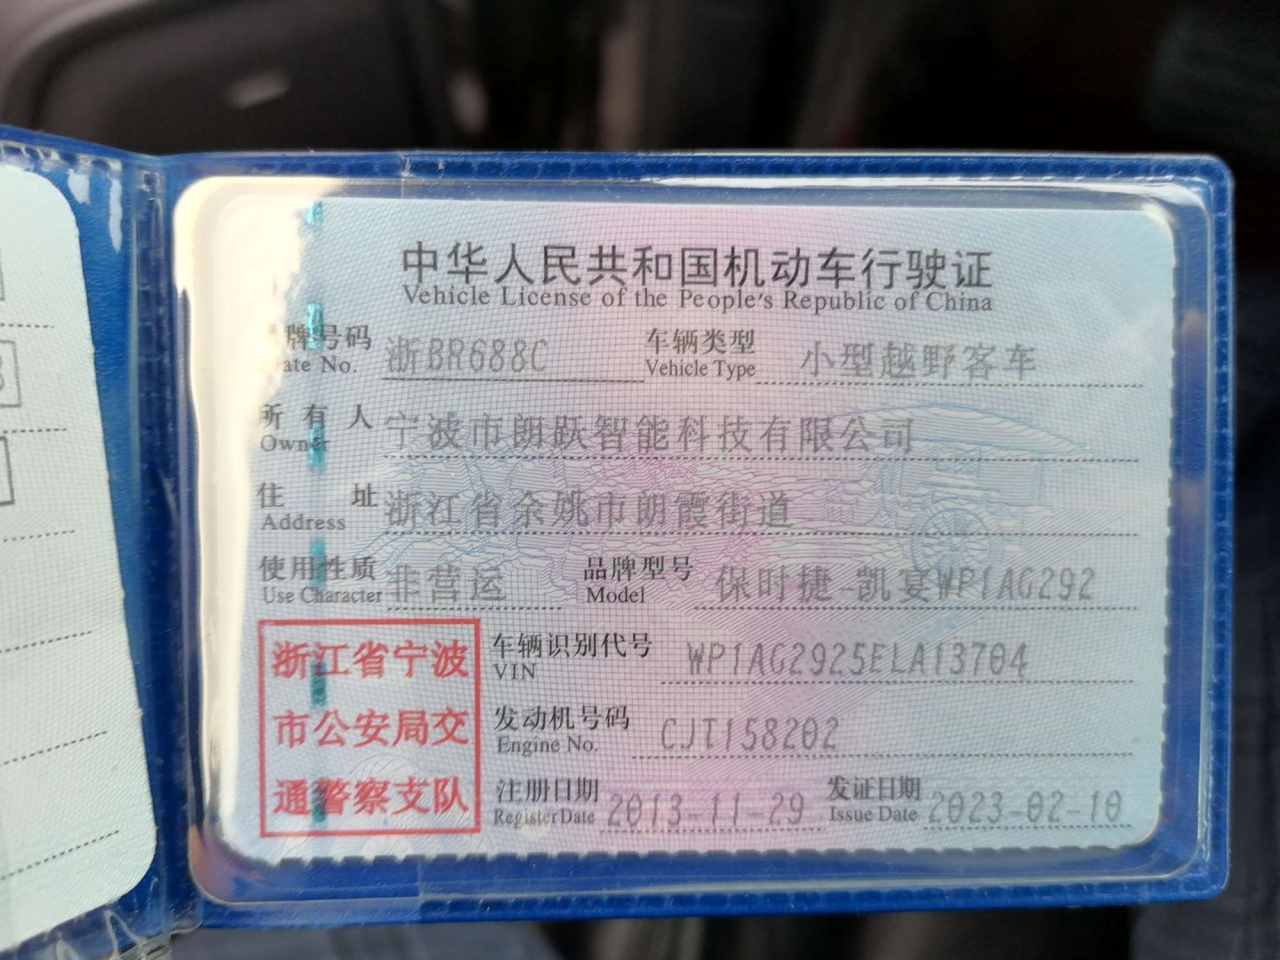 中华人民共和国机动车行驶证
Vehicle License of the People's Republic of China
牌号码 浙BR688C 车辆类型 小型越野客车
ate No. Vehicle Type
所有人 宁波市朗跃智能科技有限公司
Owner
住址 浙江省余姚市朗霞街道
Address
使用性质 非营运 品牌型号 保时捷-凯宴WP1AG292
Use Character Model
浙江省宁波
市公安局交
通警察支队
车辆识别代号 WP1AG2925ELA13704
VIN
发动机号码 CJT158202
Engine No.
注册日期 2013-11-29 发证日期 2023-02-10
Register Date Issue Date